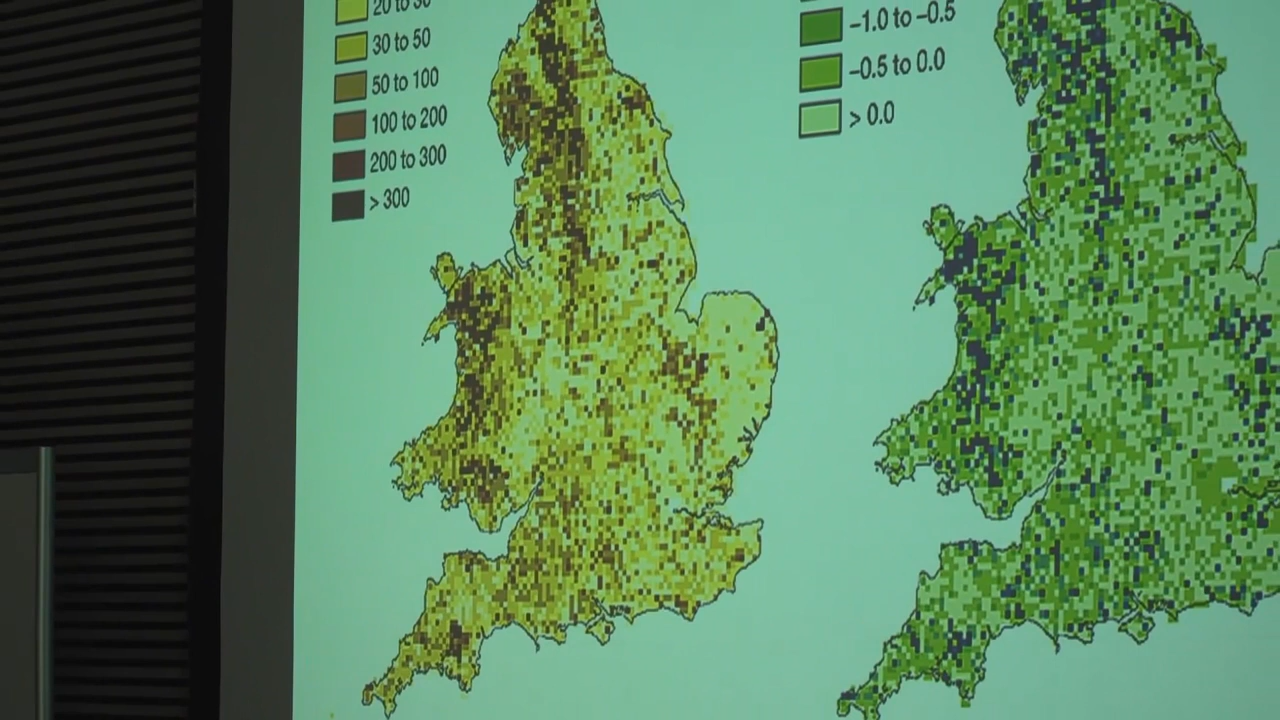 20 to 30
30 to 50
50 to 100
100 to 200
200 to 300
> 300
–1.0 to –0.5
–0.5 to 0.0
> 0.0